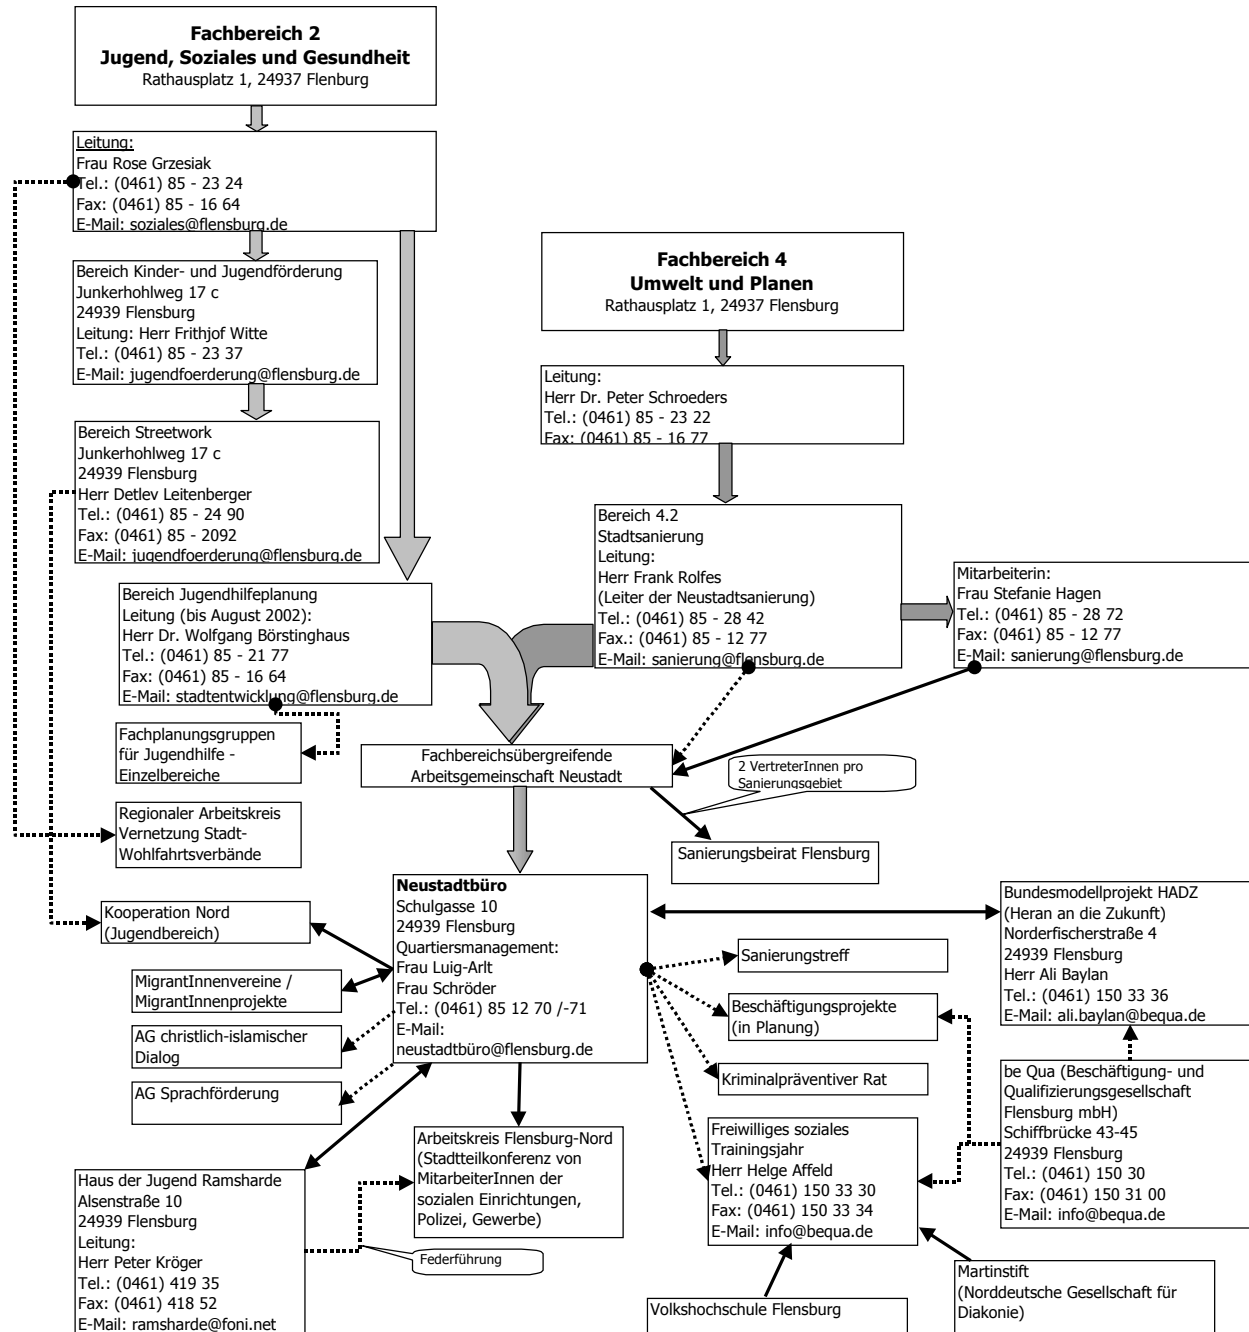 Fachbereich 2
Jugend, Soziales und Gesundheit
Rathausplatz 1, 24937 Flenburg
Leitung:
Frau Rose Grzesiak
Tel.: (0461) 85 - 23 24
Fax: (0461) 85 - 16 64
E-Mail: soziales@flensburg.de
Bereich Kinder- und Jugendförderung
Junkerhohlweg 17 c
24939 Flensburg
Leitung: Herr Frithjof Witte
Tel.: (0461) 85 - 23 37
E-Mail: jugendfoerderung@flensburg.de
Bereich Streetwork
Junkerhohlweg 17 c
24939 Flensburg
Herr Detlev Leitenberger
Tel.: (0461) 85 - 24 90
Fax: (0461) 85 - 2092
E-Mail: jugendfoerderung@flensburg.de
Bereich Jugendhilfeplanung
Leitung (bis August 2002):
Herr Dr. Wolfgang Börstinghaus
Tel.: (0461) 85 - 21 77
Fax: (0461) 85 - 16 64
E-Mail: stadtentwicklung@flensburg.de
Fachplanungsgruppen
für Jugendhilfe -
Einzelbereiche
Regionaler Arbeitskreis
Vernetzung Stadt-
Wohlfahrtsverbände
Fachbereich 4
Umwelt und Planen
Rathausplatz 1, 24937 Flensburg
Leitung:
Herr Dr. Peter Schroeders
Tel.: (0461) 85 - 23 22
Fax: (0461) 85 - 16 77
Bereich 4.2
Stadtsanierung
Leitung:
Herr Frank Rolfes
(Leiter der Neustadtsanierung)
Tel.: (0461) 85 - 28 42
Fax.: (0461) 85 - 12 77
E-Mail: sanierung@flensburg.de
Mitarbeiterin:
Frau Stefanie Hagen
Tel.: (0461) 85 - 28 72
Fax: (0461) 85 - 12 77
E-Mail: sanierung@flensburg.de
Fachbereichsübergreifende
Arbeitsgemeinschaft Neustadt
2 VertreterInnen pro
Sanierungsgebiet
Sanierungsbeirat Flensburg
Neustadtbüro
Schulgasse 10
24939 Flensburg
Quartiersmanagement:
Frau Luig-Arlt
Frau Schröder
Tel.: (0461) 85 12 70 /-71
E-Mail:
neustadtbüro@flensburg.de
Kooperation Nord
(Jugendbereich)
MigrantInnenvereine /
MigrantInnenprojekte
AG christlich-islamischer
Dialog
AG Sprachförderung
Sanierungstreff
Beschäftigungsprojekte
(in Planung)
Kriminalpräventiver Rat
Freiwilliges soziales
Trainingsjahr
Herr Helge Affeld
Tel.: (0461) 150 33 30
Fax: (0461) 150 33 34
E-Mail: info@bequa.de
Bundesmodellprojekt HADZ
(Heran an die Zukunft)
Norderfischerstraße 4
24939 Flensburg
Herr Ali Baylan
Tel.: (0461) 150 33 36
E-Mail: ali.baylan@bequa.de
be Qua (Beschäftigung- und
Qualifizierungsgesellschaft
Flensburg mbH)
Schiffbrücke 43-45
24939 Flensburg
Tel.: (0461) 150 30
Fax: (0461) 150 31 00
E-Mail: info@bequa.de
Haus der Jugend Ramsharde
Alsenstraße 10
24939 Flensburg
Leitung:
Herr Peter Kröger
Tel.: (0461) 419 35
Fax: (0461) 418 52
E-Mail: ramsharde@foni.net
Arbeitskreis Flensburg-Nord
(Stadtteilkonferenz von
MitarbeiterInnen der
sozialen Einrichtungen,
Polizei, Gewerbe)
Federführung
Volkshochschule Flensburg
Martinstift
(Norddeutsche Gesellschaft für
Diakonie)